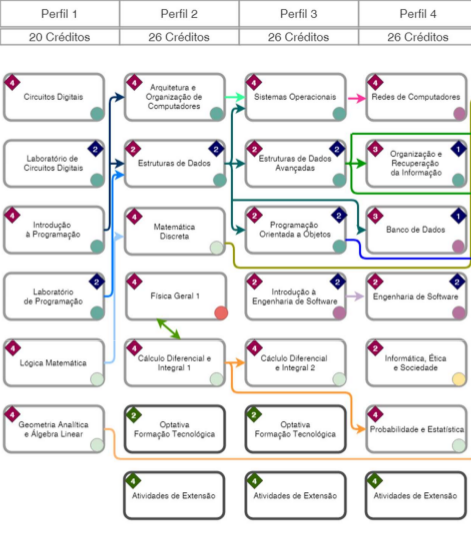 Perfil 1
Perfil 2
Perfil 3
Perfil 4
20 Créditos
26 Créditos
26 Créditos
26 Créditos
4
Circuitos Digitais
4
Arquitetura e
Organização de
Computadores
4
Sistemas Operacionais
4
Redes de Computadores
2
Laboratório de
Circuitos Digitais
4
2
Estruturas de Dados
2
2
Estruturas de Dados
Avançadas
3
1
Organização e
Recuperação
da Informação
4
Introdução
à Programação
4
Matemática
Discreta
2
2
Programação
Orientada a Objetos
3
1
Banco de Dados
2
Laboratório
de Programação
4
Física Geral 1
2
2
Introdução à
Engenharia de Software
2
2
Engenharia de Software
4
Lógica Matemática
4
Cálculo Diferencial e
Integral 1
4
Cáclulo Diferencial
e Integral 2
2
Informática, Ética
e Sociedade
4
Geometria Analítica
e Álgebra Linear
2
Optativa
Formação Tecnológica
2
Optativa
Formação Tecnológica
4
Probabilidade e Estatística
4
Atividades de Extensão
4
Atividades de Extensão
4
Atividades de Extensão